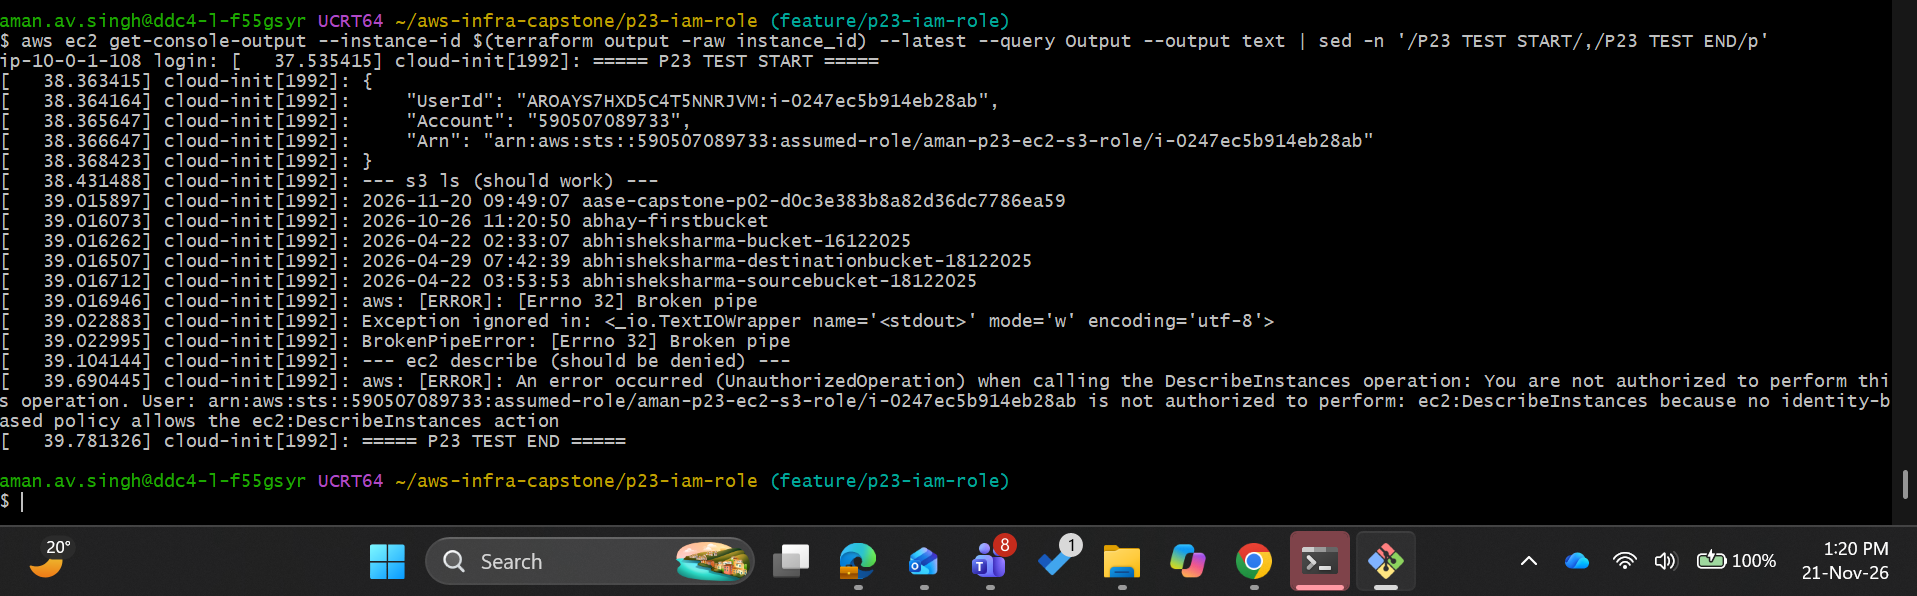 aman.av.singh@ddc4-l-f55gsyr UCRT64 ~/aws-infra-capstone/p23-iam-role (feature/p23-iam-role)
$ aws ec2 get-console-output --instance-id $(terraform output -raw instance_id) --latest --query Output --output text | sed -n '/P23 TEST START/,/P23 TEST END/p'
ip-10-0-1-108 login: [   37.535415] cloud-init[1992]: ===== P23 TEST START =====
[   38.363415] cloud-init[1992]: {
[   38.364164] cloud-init[1992]:     "UserId": "AROAYS7HXD5C4T5NNRJVM:i-0247ec5b914eb28ab",
[   38.365647] cloud-init[1992]:     "Account": "590507089733",
[   38.366647] cloud-init[1992]:     "Arn": "arn:aws:sts::590507089733:assumed-role/aman-p23-ec2-s3-role/i-0247ec5b914eb28ab"
[   38.368423] cloud-init[1992]: }
[   38.431488] cloud-init[1992]: --- s3 ls (should work) ---
[   39.015897] cloud-init[1992]: 2026-11-20 09:49:07 aase-capstone-p02-d0c3e383b8a82d36dc7786ea59
[   39.016073] cloud-init[1992]: 2026-10-26 11:20:50 abhay-firstbucket
[   39.016262] cloud-init[1992]: 2026-04-22 02:33:07 abhisheksharma-bucket-16122025
[   39.016507] cloud-init[1992]: 2026-04-29 07:42:39 abhisheksharma-destinationbucket-18122025
[   39.016712] cloud-init[1992]: 2026-04-22 03:53:53 abhisheksharma-sourcebucket-18122025
[   39.016946] cloud-init[1992]: aws: [ERROR]: [Errno 32] Broken pipe
[   39.022883] cloud-init[1992]: Exception ignored in: <_io.TextIOWrapper name='<stdout>' mode='w' encoding='utf-8'>
[   39.022995] cloud-init[1992]: BrokenPipeError: [Errno 32] Broken pipe
[   39.104144] cloud-init[1992]: --- ec2 describe (should be denied) ---
[   39.690445] cloud-init[1992]: aws: [ERROR]: An error occurred (UnauthorizedOperation) when calling the DescribeInstances operation: You are not authorized to perform thi
s operation. User: arn:aws:sts::590507089733:assumed-role/aman-p23-ec2-s3-role/i-0247ec5b914eb28ab is not authorized to perform: ec2:DescribeInstances because no identity-b
ased policy allows the ec2:DescribeInstances action
[   39.781326] cloud-init[1992]: ===== P23 TEST END =====
aman.av.singh@ddc4-l-f55gsyr UCRT64 ~/aws-infra-capstone/p23-iam-role (feature/p23-iam-role)
$
20°
Search
8
1
100%
1:20 PM
21-Nov-26